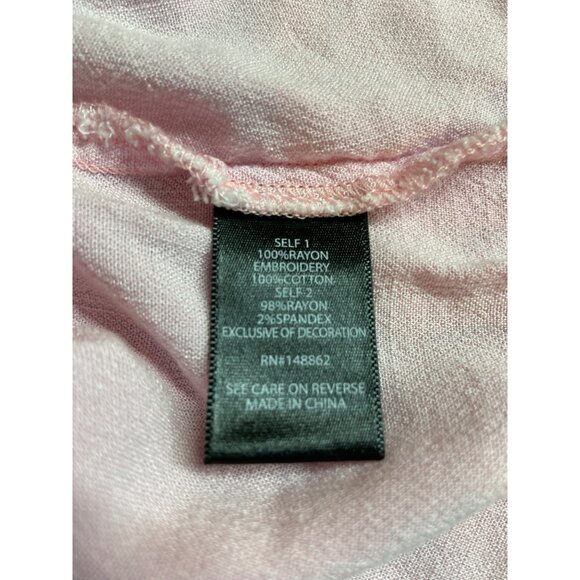 SELF 1
100%RAYON
EMBROIDERY
100%COTTON
SELF-2
98%RAYON
2%SPANDEX
EXCLUSIVE OF DECORATION
RN#148862
SEE CARE ON REVERSE
MADE IN CHINA